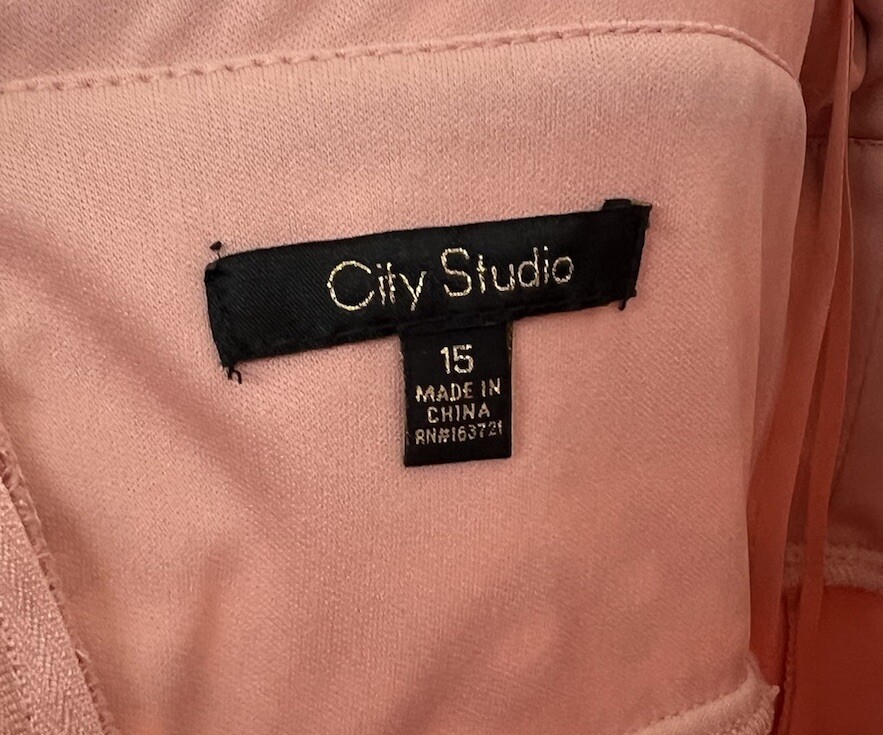 City Studio
15
MADE IN
CHINA
RN#163721